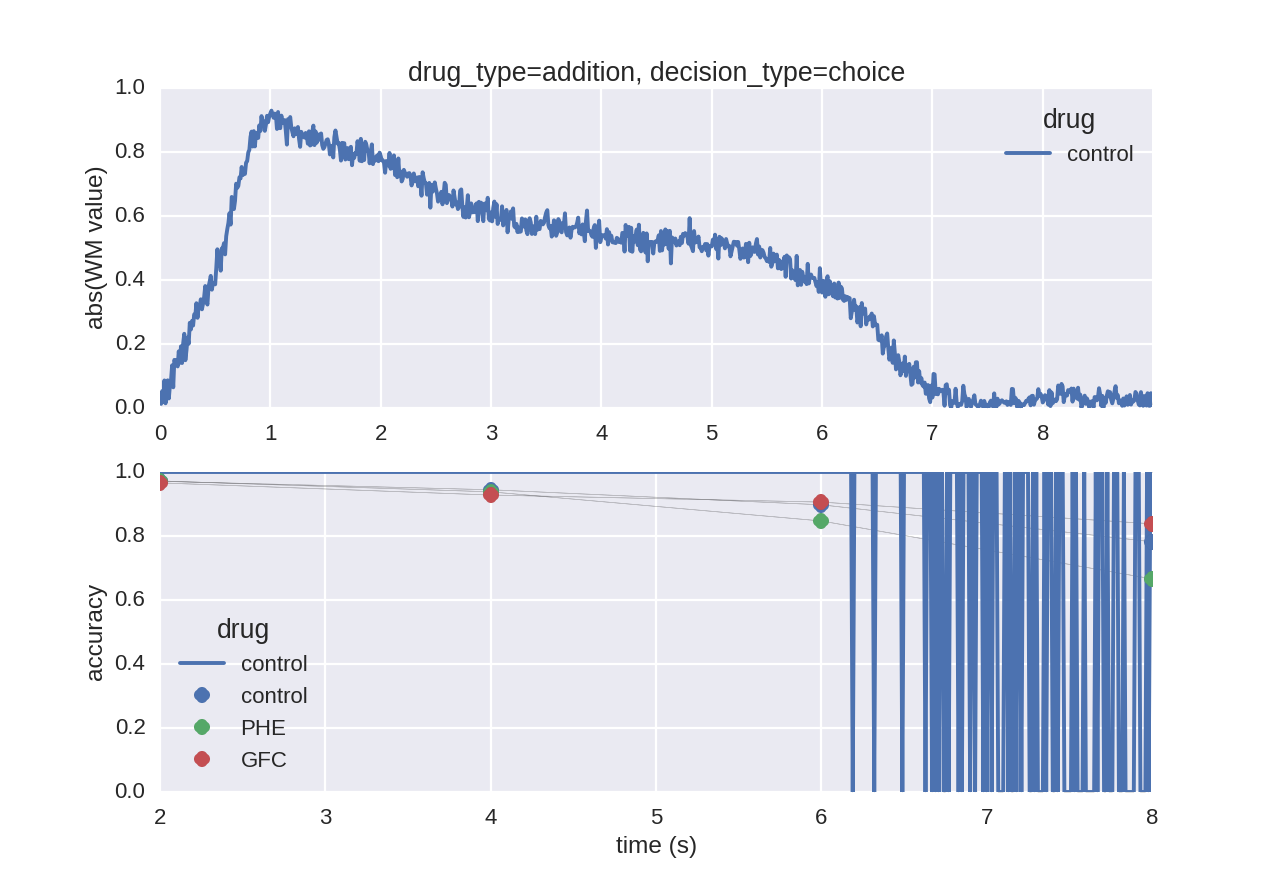 drug_type=addition, decision_type=choice
1.0
0.8
0.6
0.4
0.2
0.0
abs(WM value)
drug
control
0 1 2 3 4 5 6 7 8
1.0
0.8
0.6
0.4
0.2
0.0
accuracy
drug
control
control
PHE
GFC
2 3 4 5 6 7 8
time (s)